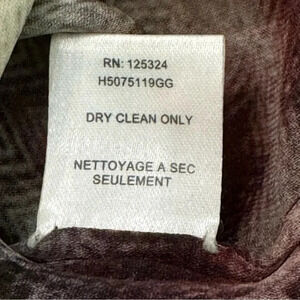 RN: 125324
H5075119GG
DRY CLEAN ONLY
NETTOYAGE A SEC
SEULEMENT